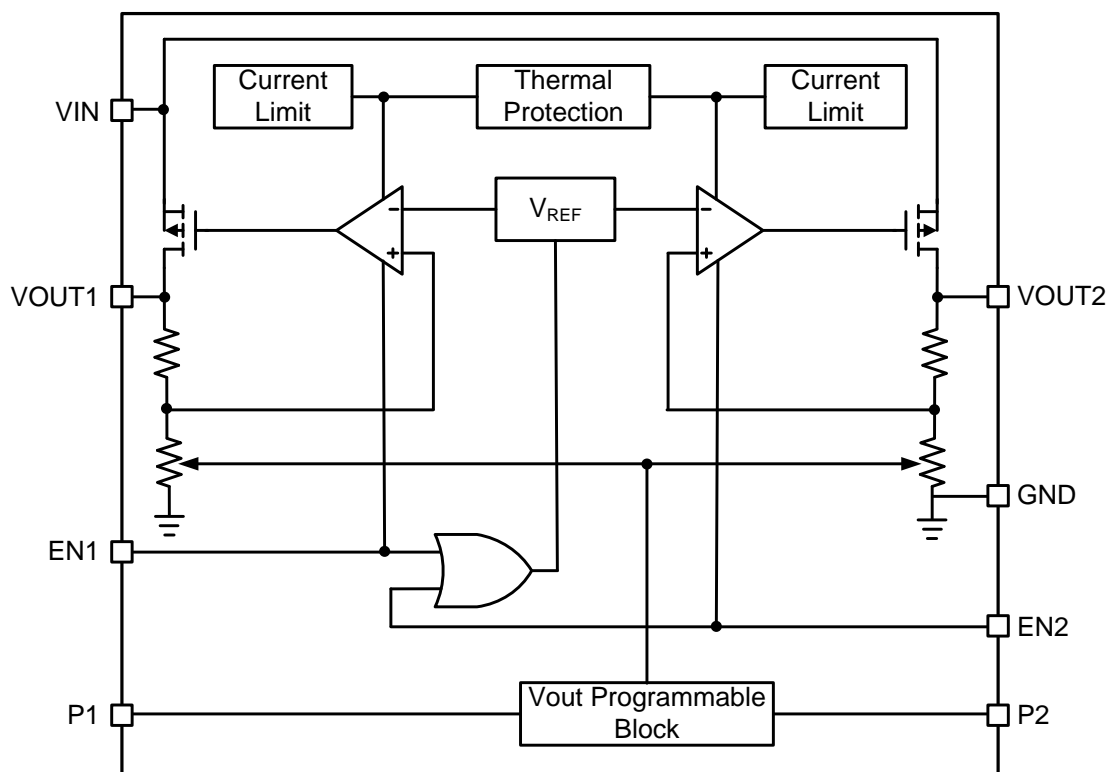 Current
Limit
Thermal
Protection
Current
Limit
VIN
VREF
−
−
+
+
VOUT1
VOUT2
GND
EN1
EN2
P1
Vout Programmable
Block
P2